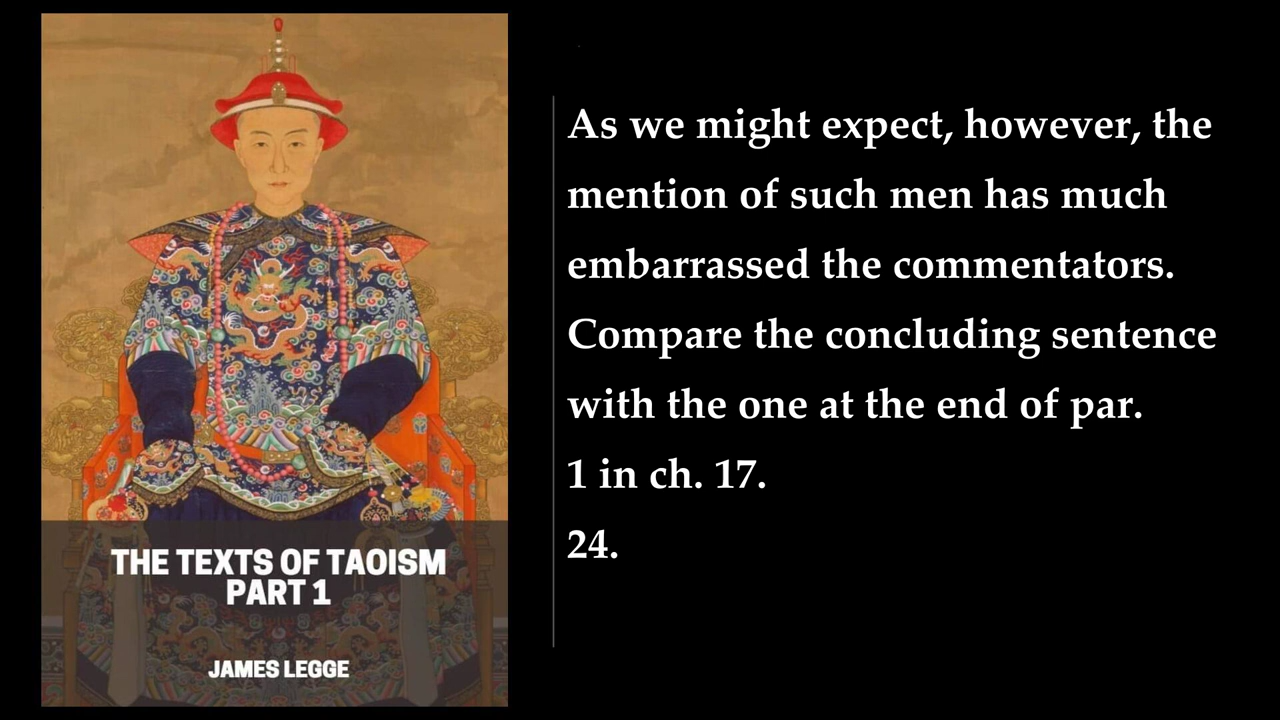 THE TEXTS OF TAOISM
PART 1
JAMES LEGGE
As we might expect, however, the
mention of such men has much
embarrassed the commentators.
Compare the concluding sentence
with the one at the end of par.
1 in ch. 17.
24.